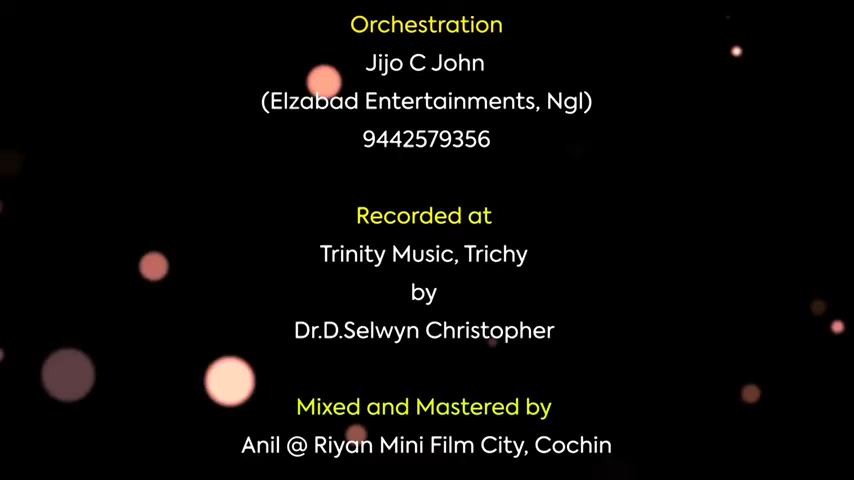 Orchestration
Jijo C John
(Elzabad Entertainments, Ngl)
9442579356
Recorded at
Trinity Music, Trichy
by
Dr.D.Selwyn Christopher
Mixed and Mastered by
Anil @ Riyan Mini Film City, Cochin